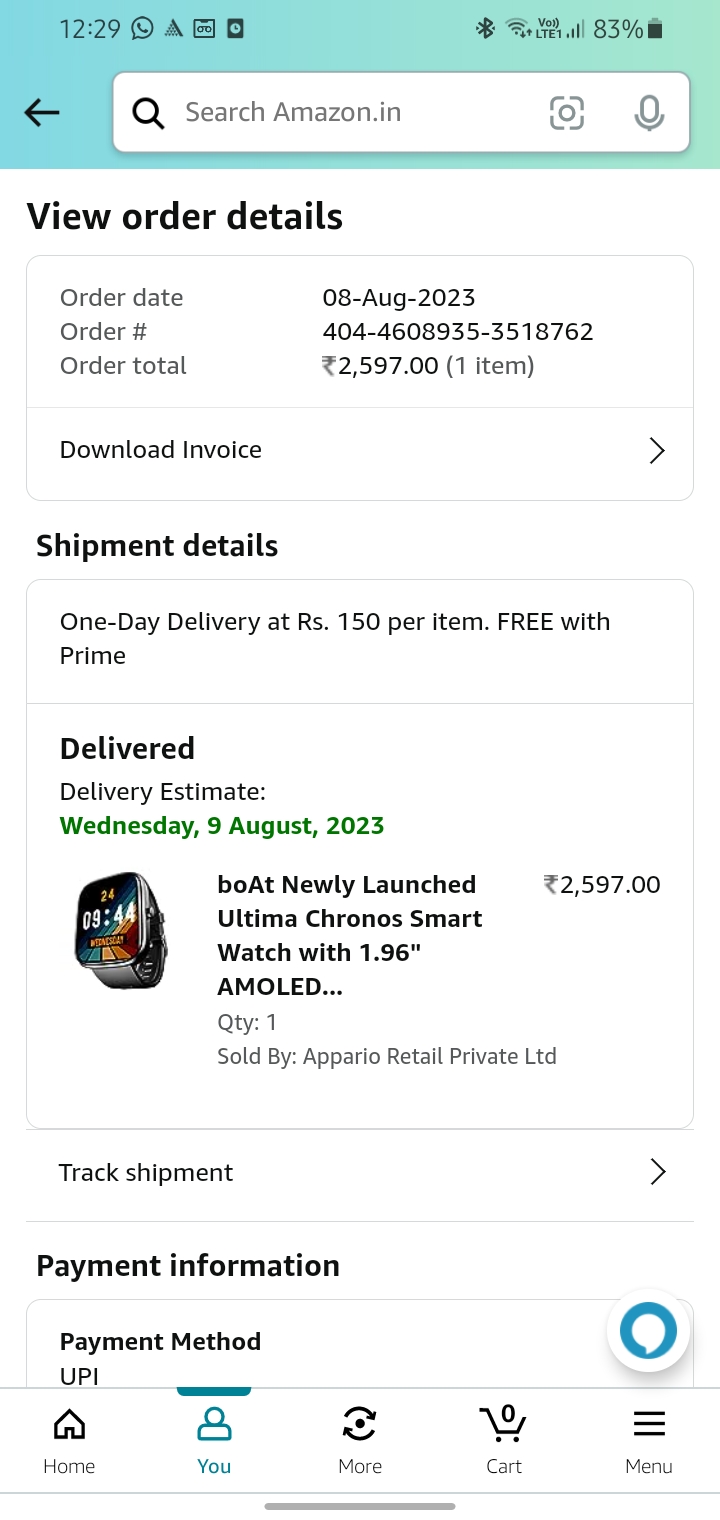 12:29 Vo)) LTE1 83%
Search Amazon.in
View order details
Order date 08-Aug-2023
Order # 404-4608935-3518762
Order total ₹2,597.00 (1 item)
Download Invoice
Shipment details
One-Day Delivery at Rs. 150 per item. FREE with
Prime
Delivered
Delivery Estimate:
Wednesday, 9 August, 2023
24
09:44
WEDNESDAY
boAt Newly Launched ₹2,597.00
Ultima Chronos Smart
Watch with 1.96"
AMOLED...
Qty: 1
Sold By: Appario Retail Private Ltd
Track shipment
Payment information
Payment Method
UPI
0
Home You More Cart Menu